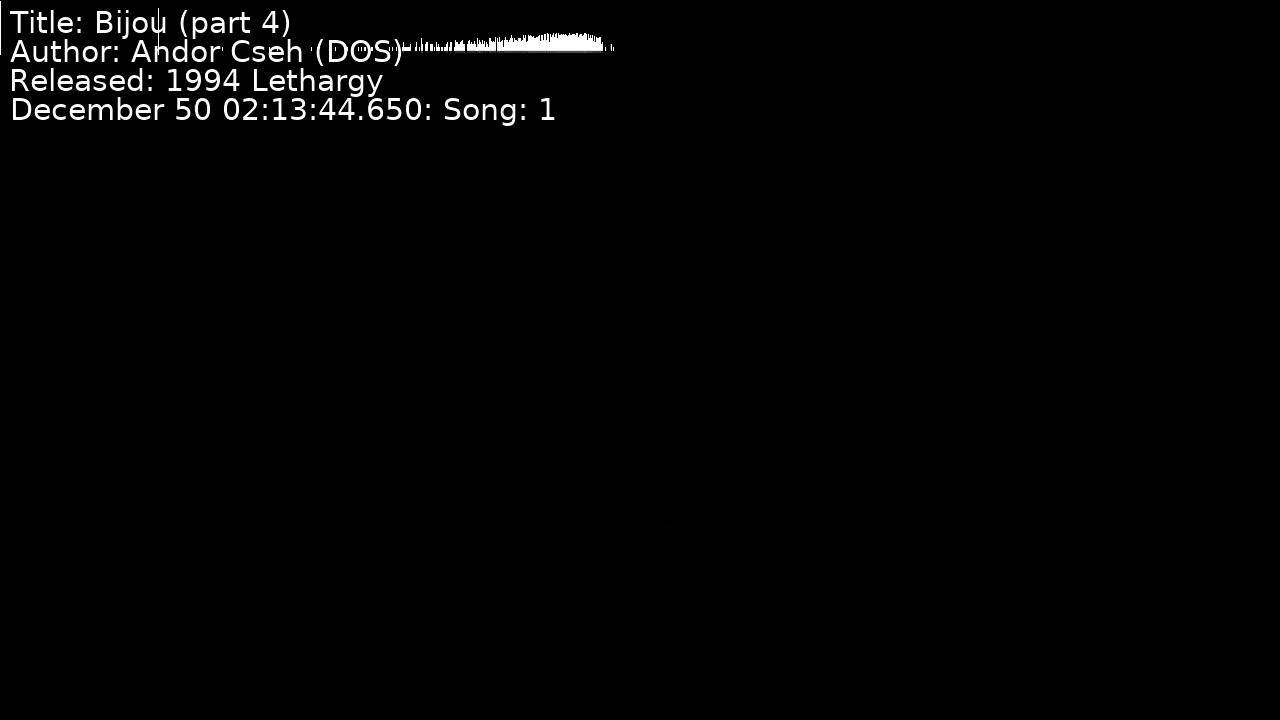 Title: Bijou (part 4)
Author: Andor Cseh (DOS)
Released: 1994 Lethargy
December 50 02:13:44.650: Song: 1